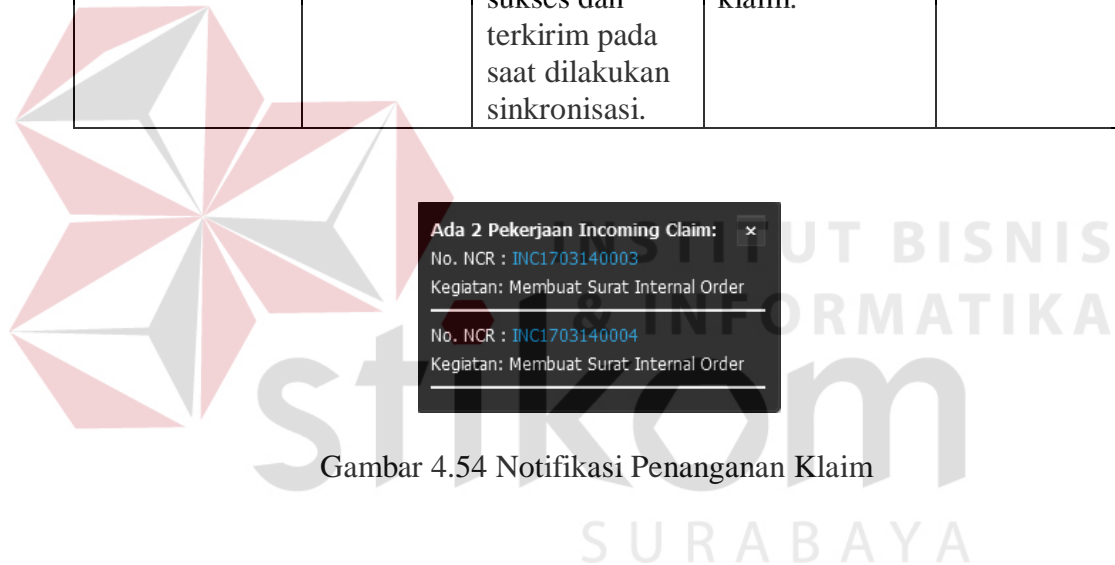 sukses dan
klaim.
terkirim pada
saat dilakukan
sinkronisasi.
Ada 2 Pekerjaan Incoming Claim: ×
No. NCR : INC1703140003
Kegiatan: Membuat Surat Internal Order
No. NCR : INC1703140004
Kegiatan: Membuat Surat Internal Order
INSTITUT BISNIS
& INFORMATIKA
stikom
Gambar 4.54 Notifikasi Penanganan Klaim
SURABAYA